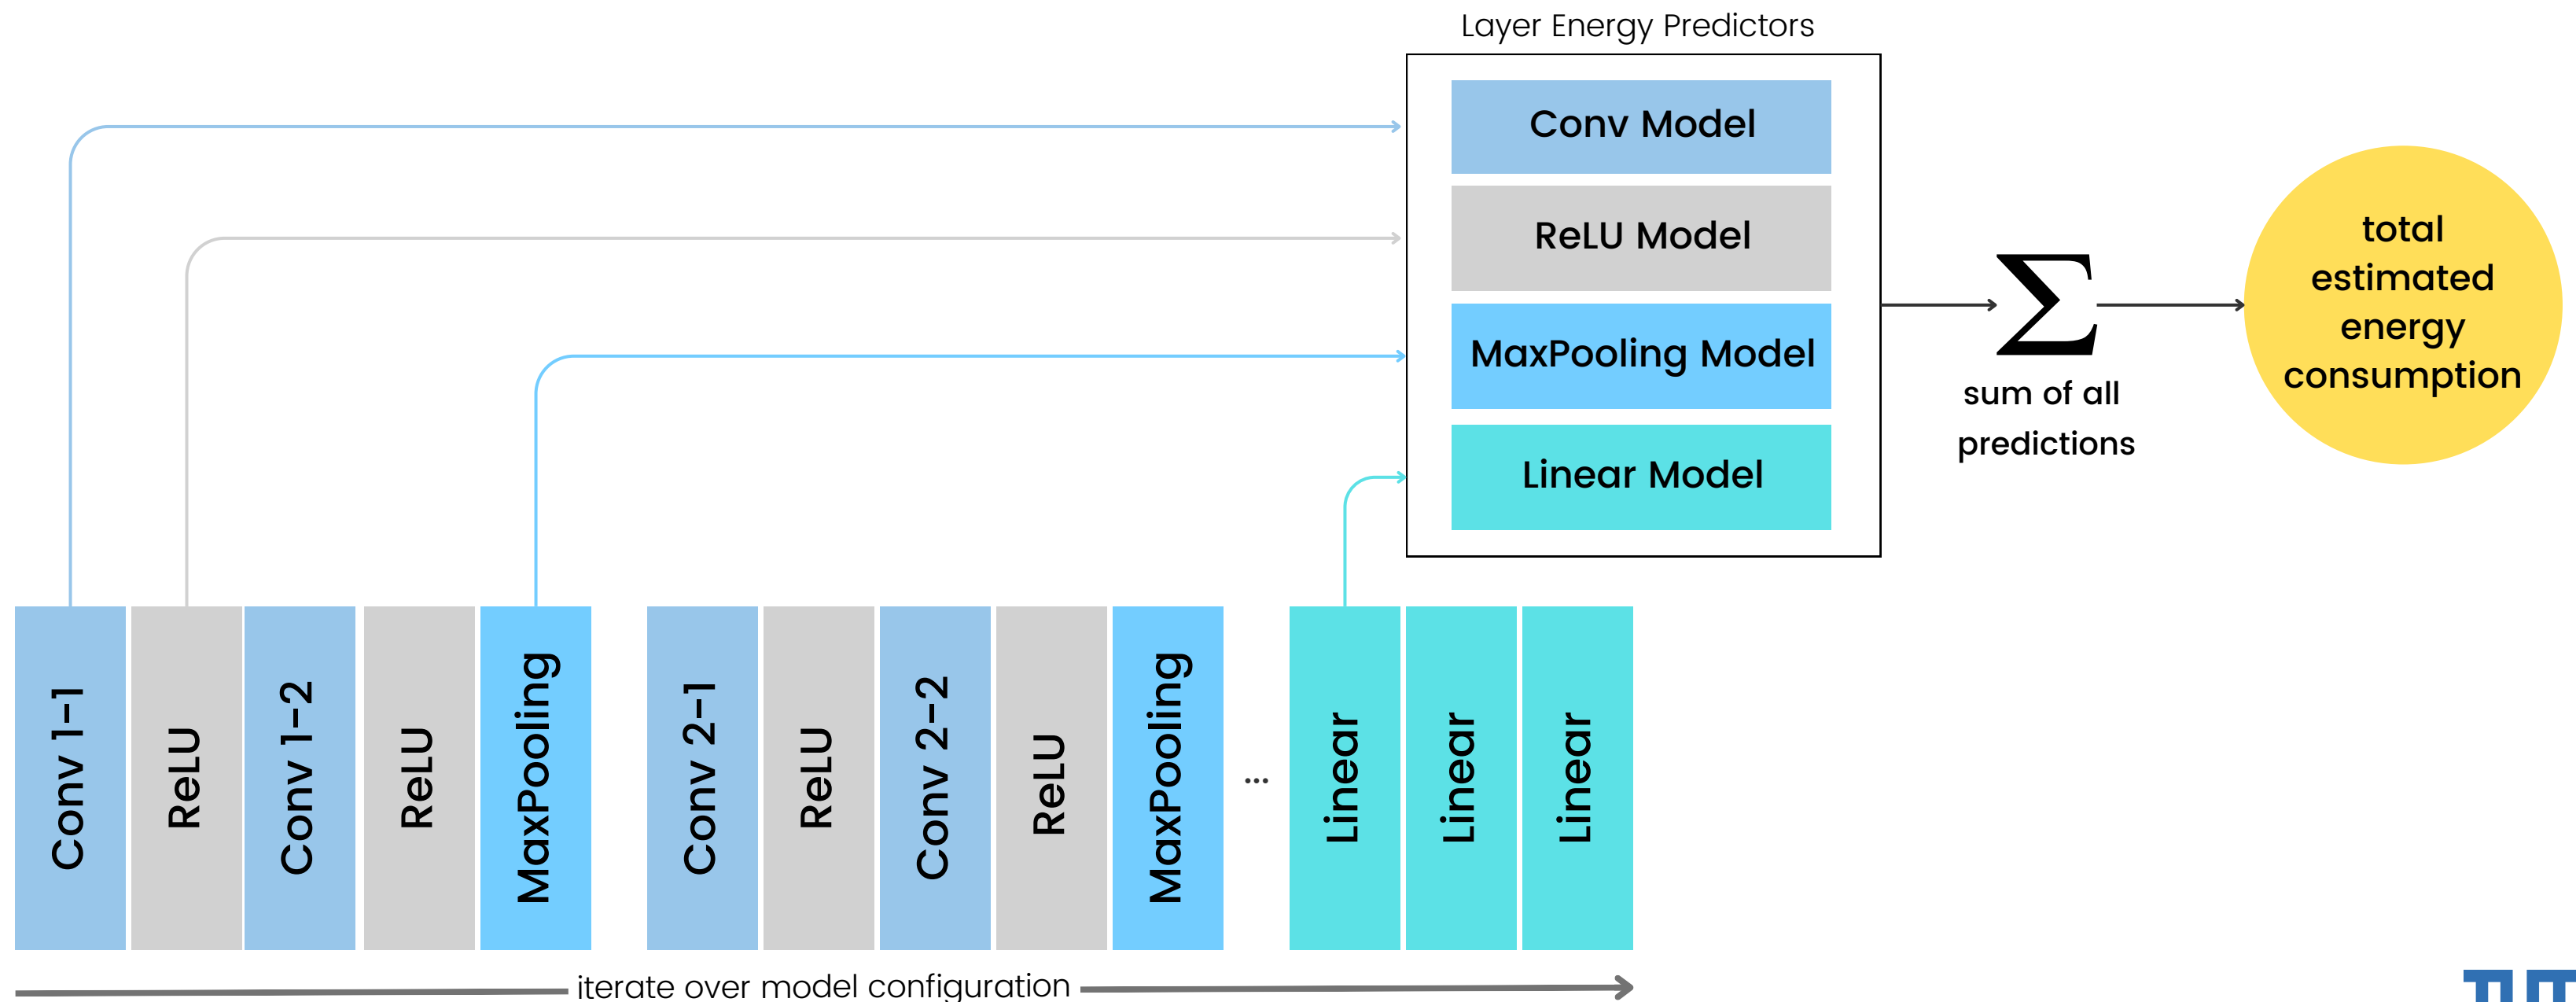 Layer Energy Predictors
Conv Model
ReLU Model
MaxPooling Model
Linear Model
Σ
sum of all
predictions
total
estimated
energy
consumption
Conv 1-1
ReLU
Conv 1-2
ReLU
MaxPooling
Conv 2-1
ReLU
Conv 2-2
ReLU
MaxPooling
...
Linear
Linear
Linear
iterate over model configuration